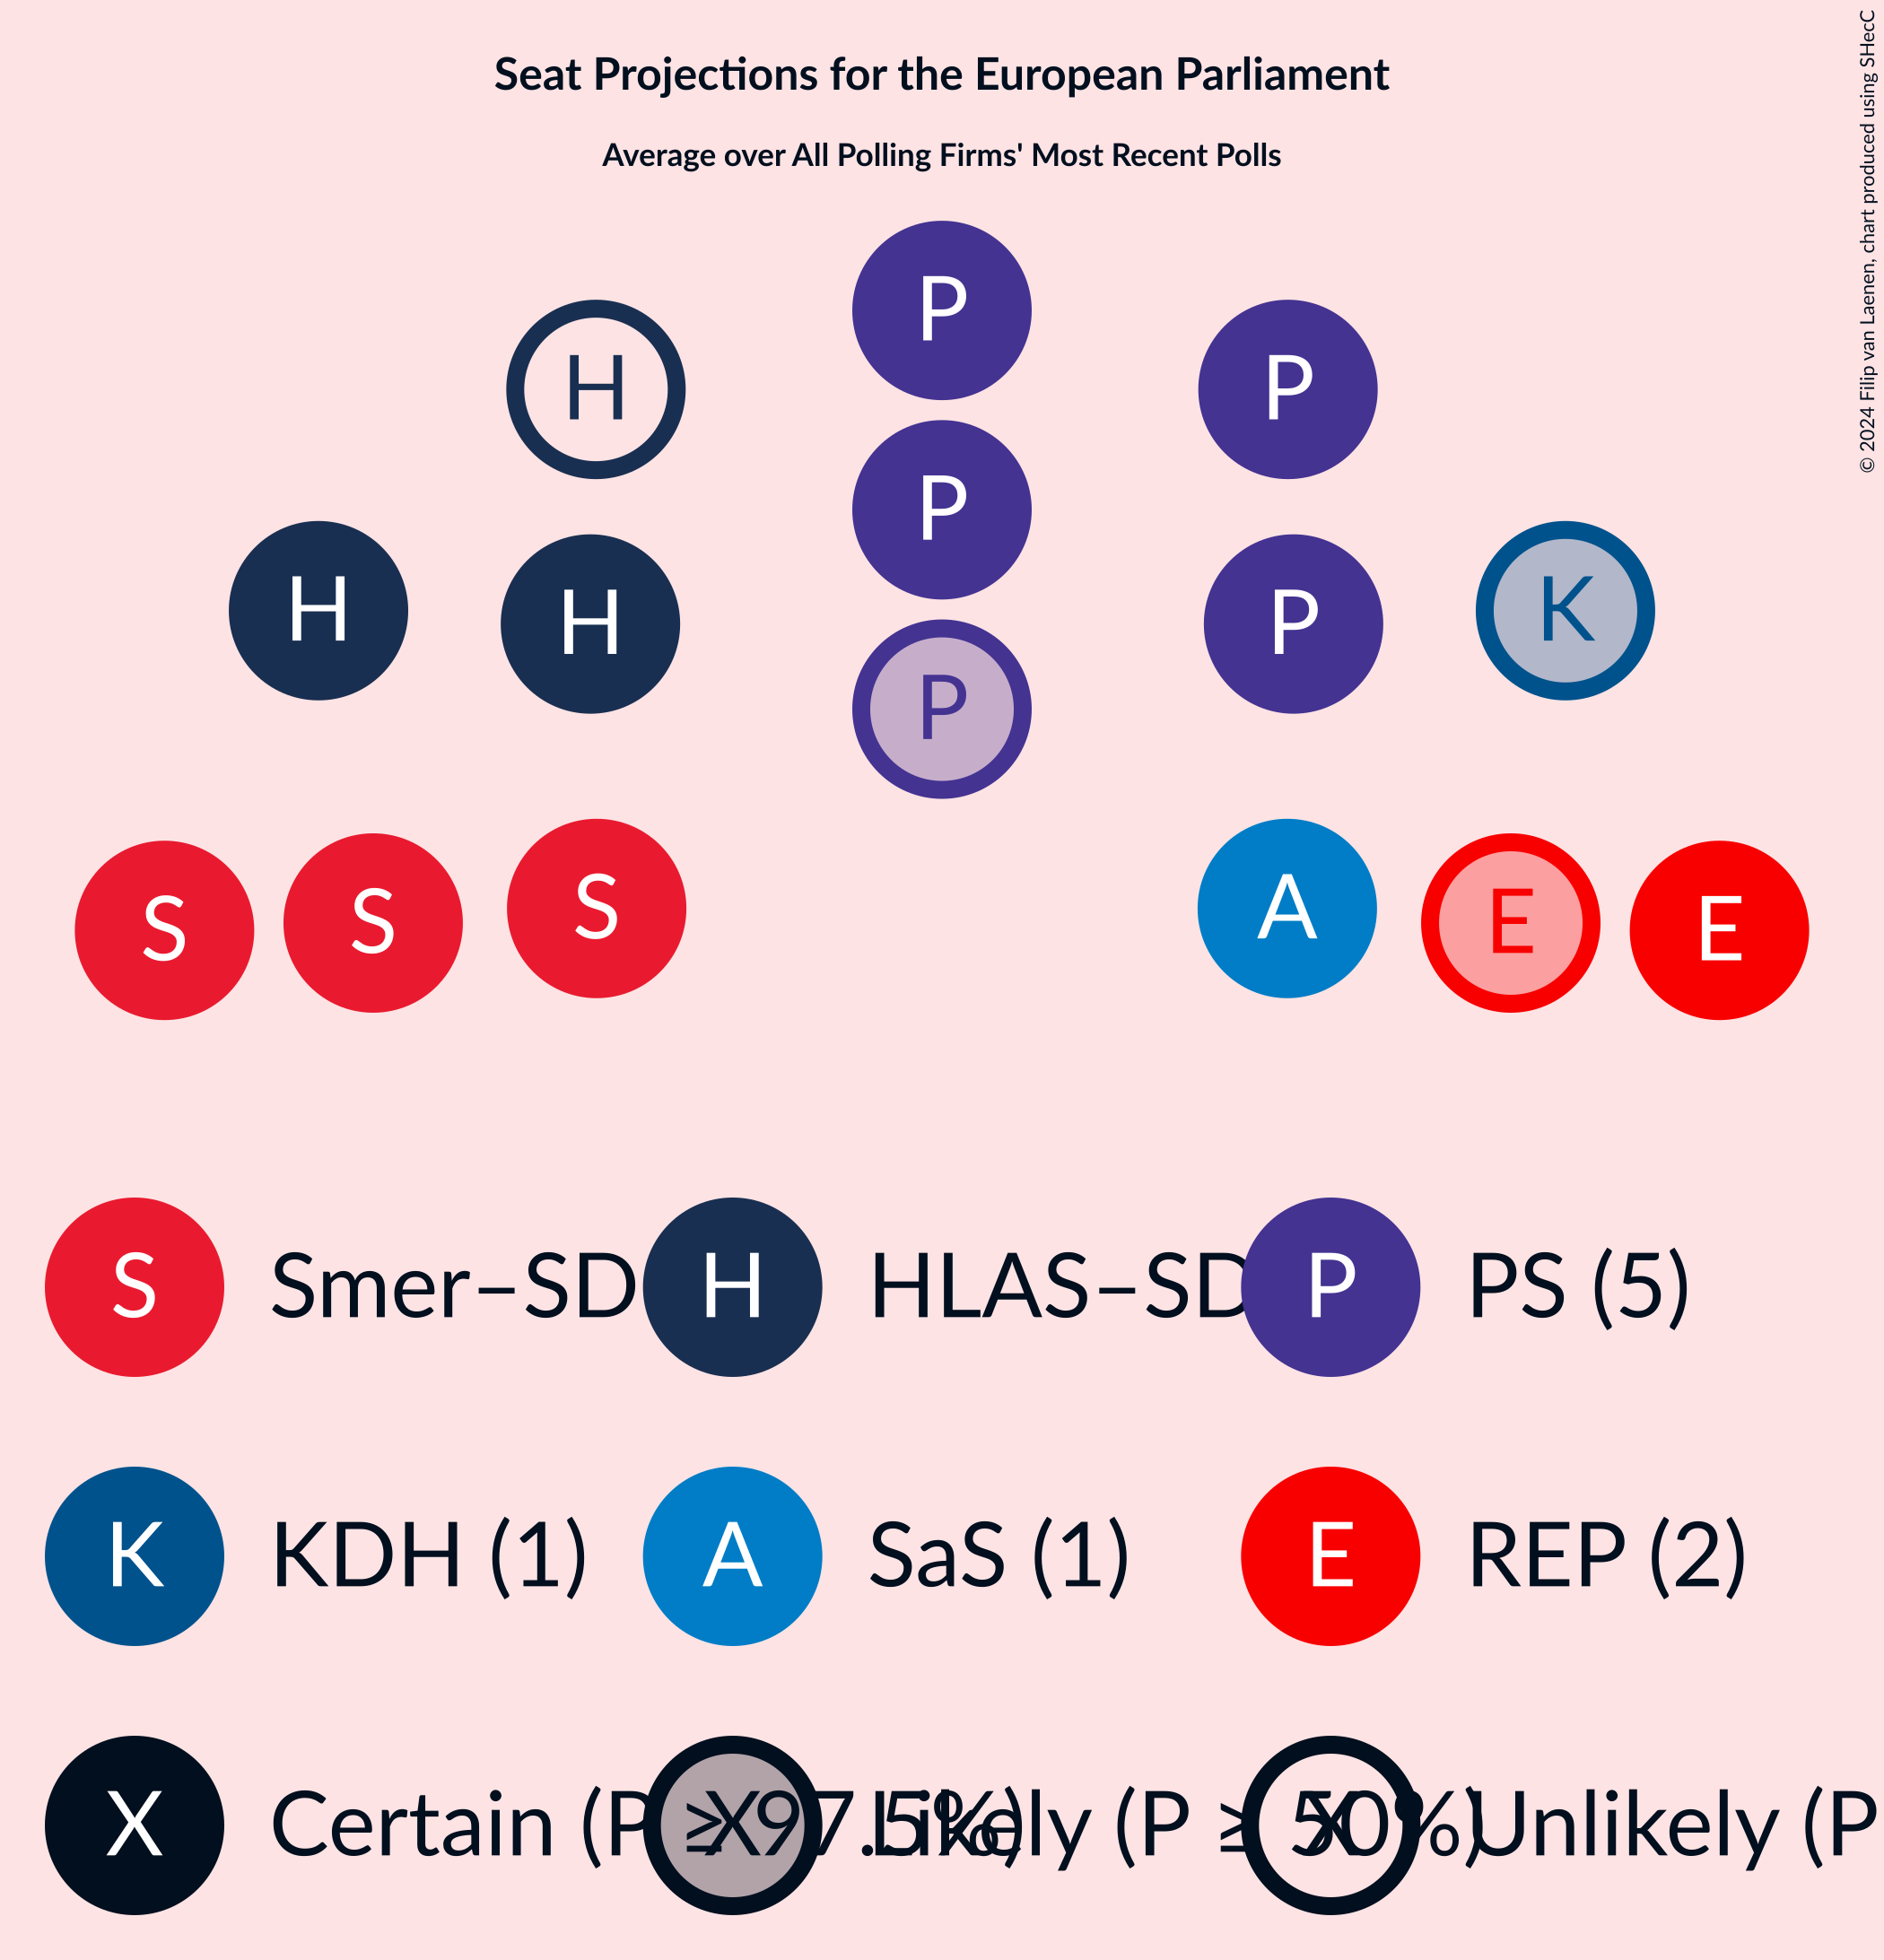 Seat Projections for the European Parliament
Average over All Polling Firms' Most Recent Polls
© 2024 Filip van Laenen, chart produced using SHecC
P
H P
P
H K
H P
P
S S S A E E
S Smer–SD H HLAS–SD P PS (5)
K KDH (1) A SaS (1) E REP (2)
X Certain (P ≥ 97.5%) X Likely (P ≥ 50%) X Unlikely (P